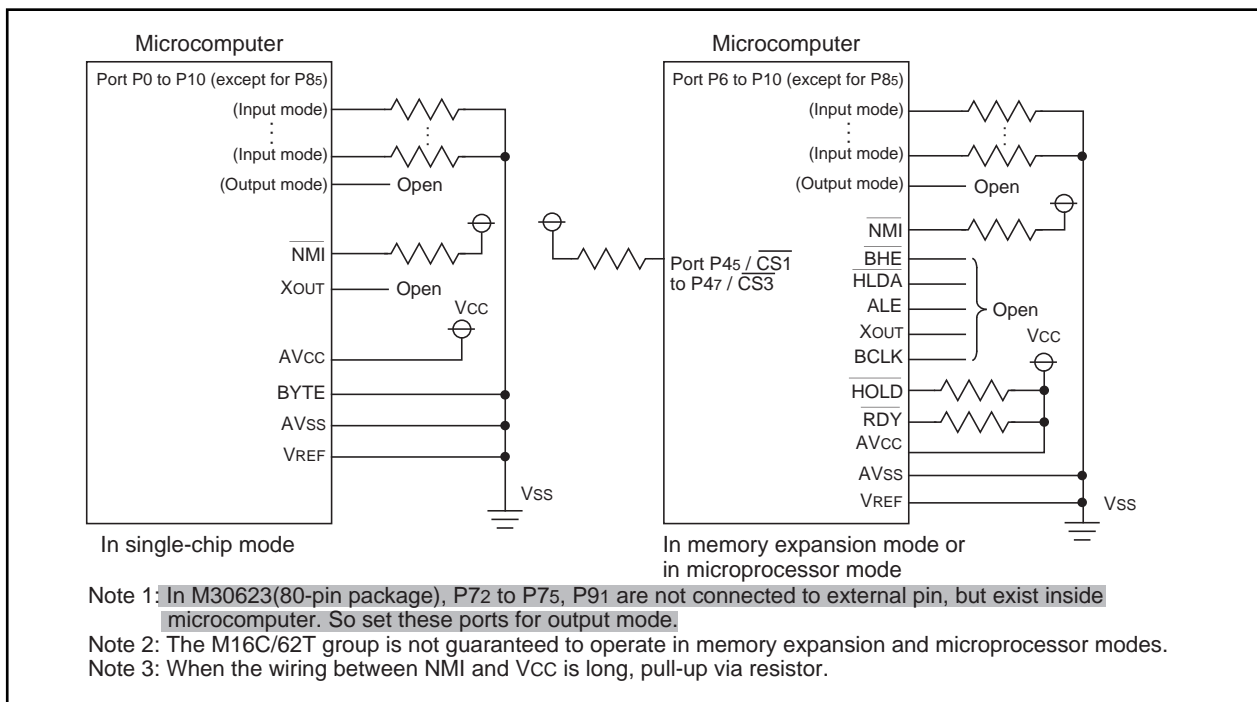 Microcomputer
Port P0 to P10 (except for P85)
(Input mode)
(Input mode)
(Output mode)
Open
NMI
XOUT
Open
VCC
AVCC
BYTE
AVSS
VREF
VSS
In single-chip mode
Microcomputer
Port P6 to P10 (except for P85)
(Input mode)
(Input mode)
(Output mode)
Open
NMI
Port P45 / CS1
to P47 / CS3
BHE
HLDA
ALE
XOUT
BCLK
Open
VCC
HOLD
RDY
AVCC
AVSS
VREF
VSS
In memory expansion mode or
in microprocessor mode
Note 1: In M30623(80-pin package), P72 to P75, P91 are not connected to external pin, but exist inside
microcomputer. So set these ports for output mode.
Note 2: The M16C/62T group is not guaranteed to operate in memory expansion and microprocessor modes.
Note 3: When the wiring between NMI and VCC is long, pull-up via resistor.